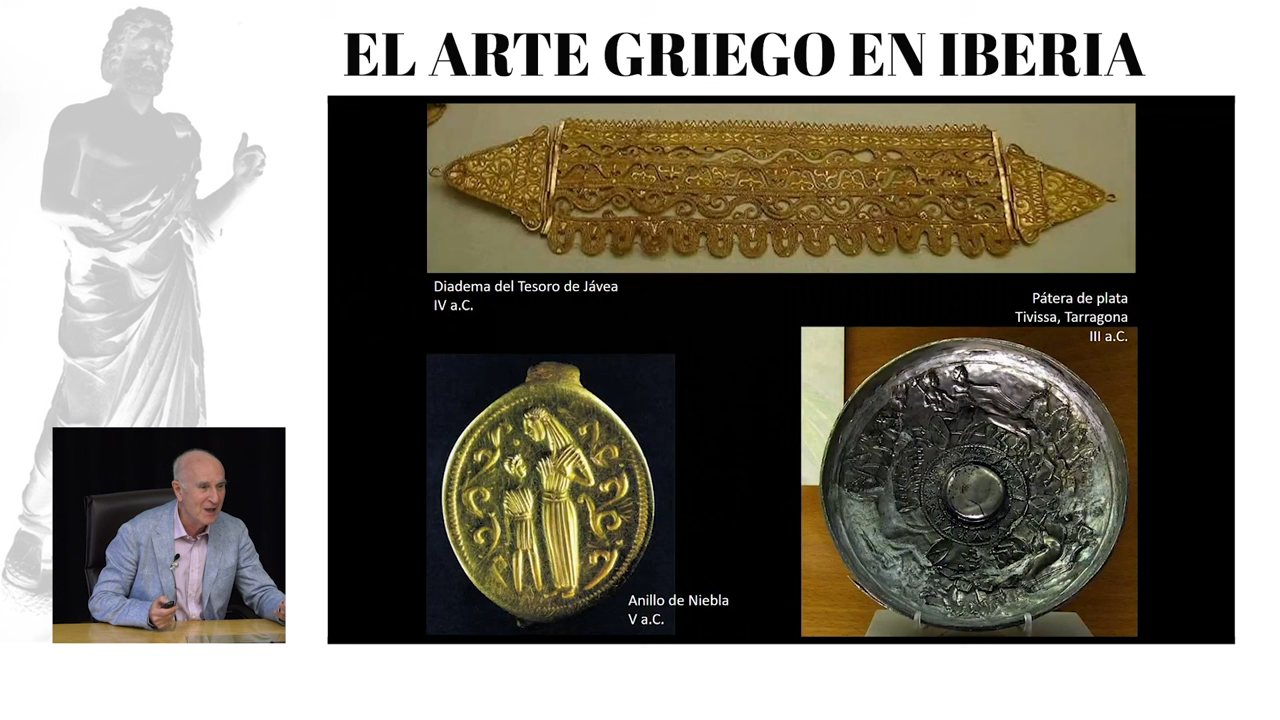 EL ARTE GRIEGO EN IBERIA
Diadema del Tesoro de Jávea
IV a.C.
Pátera de plata
Tivissa, Tarragona
III a.C.
Anillo de Niebla
V a.C.